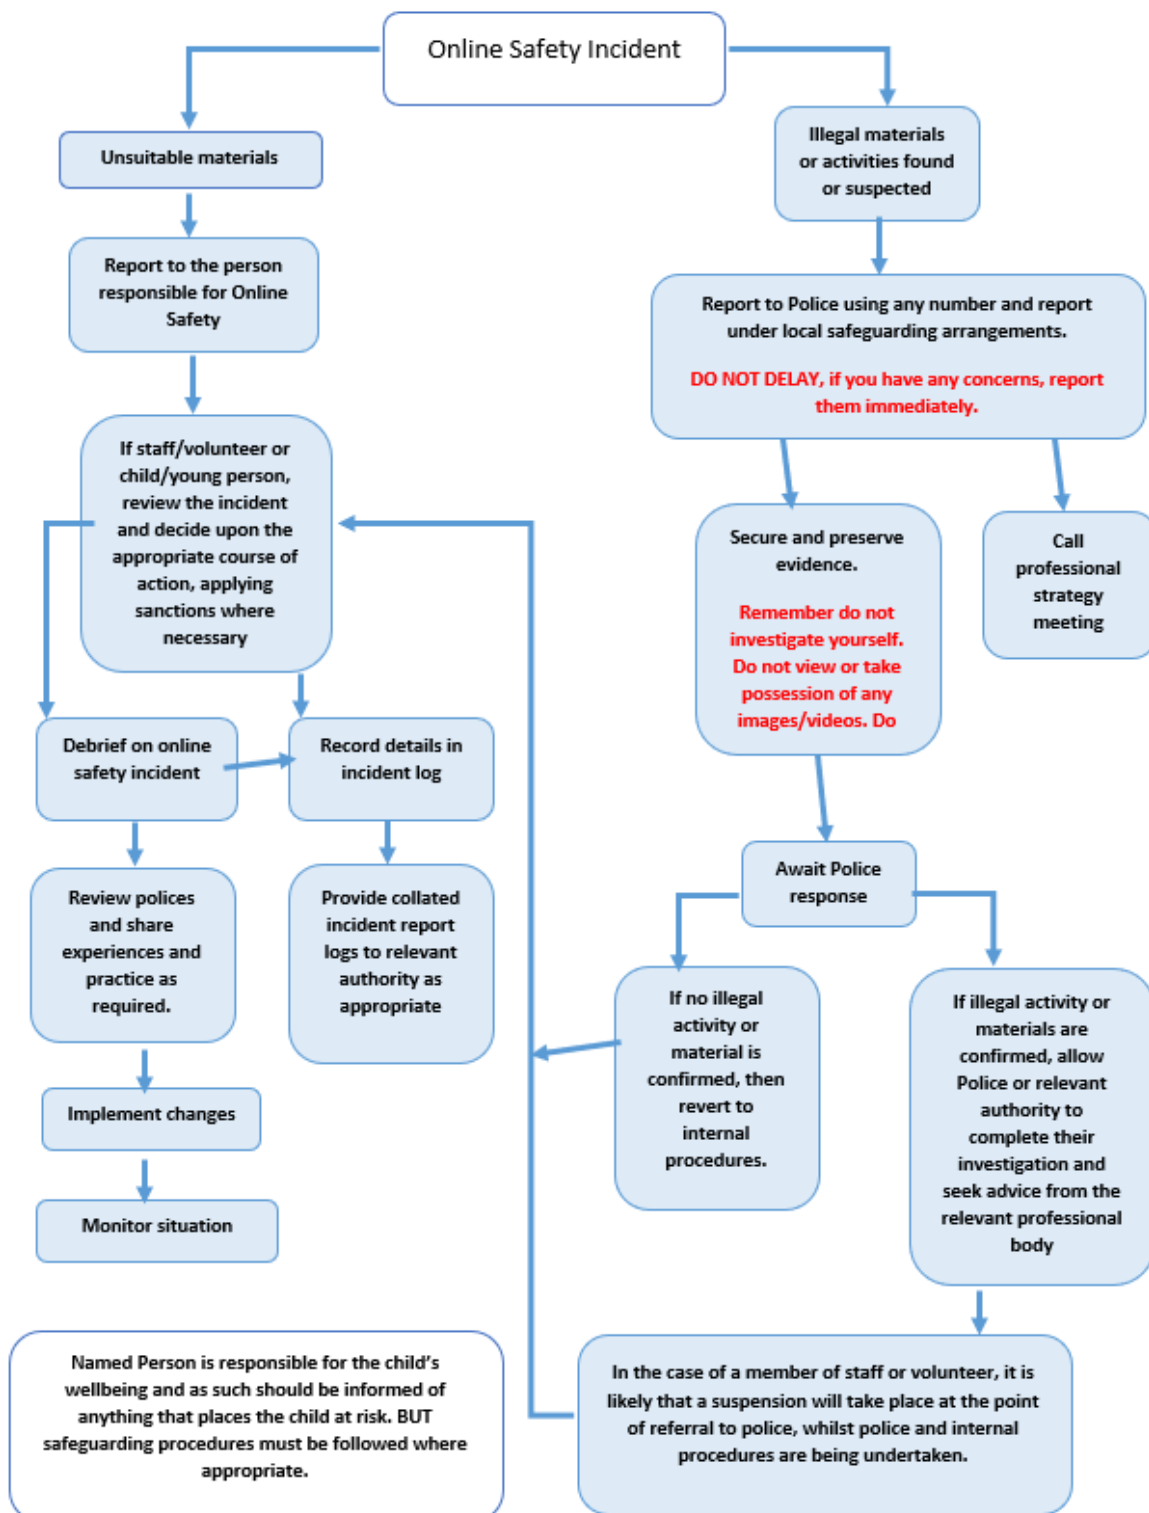 Online Safety Incident
Unsuitable materials
Report to the person
responsible for Online
Safety
If staff/volunteer or
child/young person,
review the incident
and decide upon the
appropriate course of
action, applying
sanctions where
necessary
Debrief on online
safety incident
Record details in
incident log
Review polices
and share
experiences and
practice as
required.
Provide collated
incident report
logs to relevant
authority as
appropriate
Implement changes
Monitor situation
Illegal materials
or activities found
or suspected
Report to Police using any number and report
under local safeguarding arrangements.
DO NOT DELAY, if you have any concerns, report
them immediately.
Secure and preserve
evidence.
Remember do not
investigate yourself.
Do not view or take
possession of any
images/videos. Do
Call
professional
strategy
meeting
Await Police
response
If no illegal
activity or
material is
confirmed, then
revert to
internal
procedures.
If illegal activity or
materials are
confirmed, allow
Police or relevant
authority to
complete their
investigation and
seek advice from the
relevant professional
body
In the case of a member of staff or volunteer, it is
likely that a suspension will take place at the point
of referral to police, whilst police and internal
procedures are being undertaken.
Named Person is responsible for the child’s
wellbeing and as such should be informed of
anything that places the child at risk. BUT
safeguarding procedures must be followed where
appropriate.